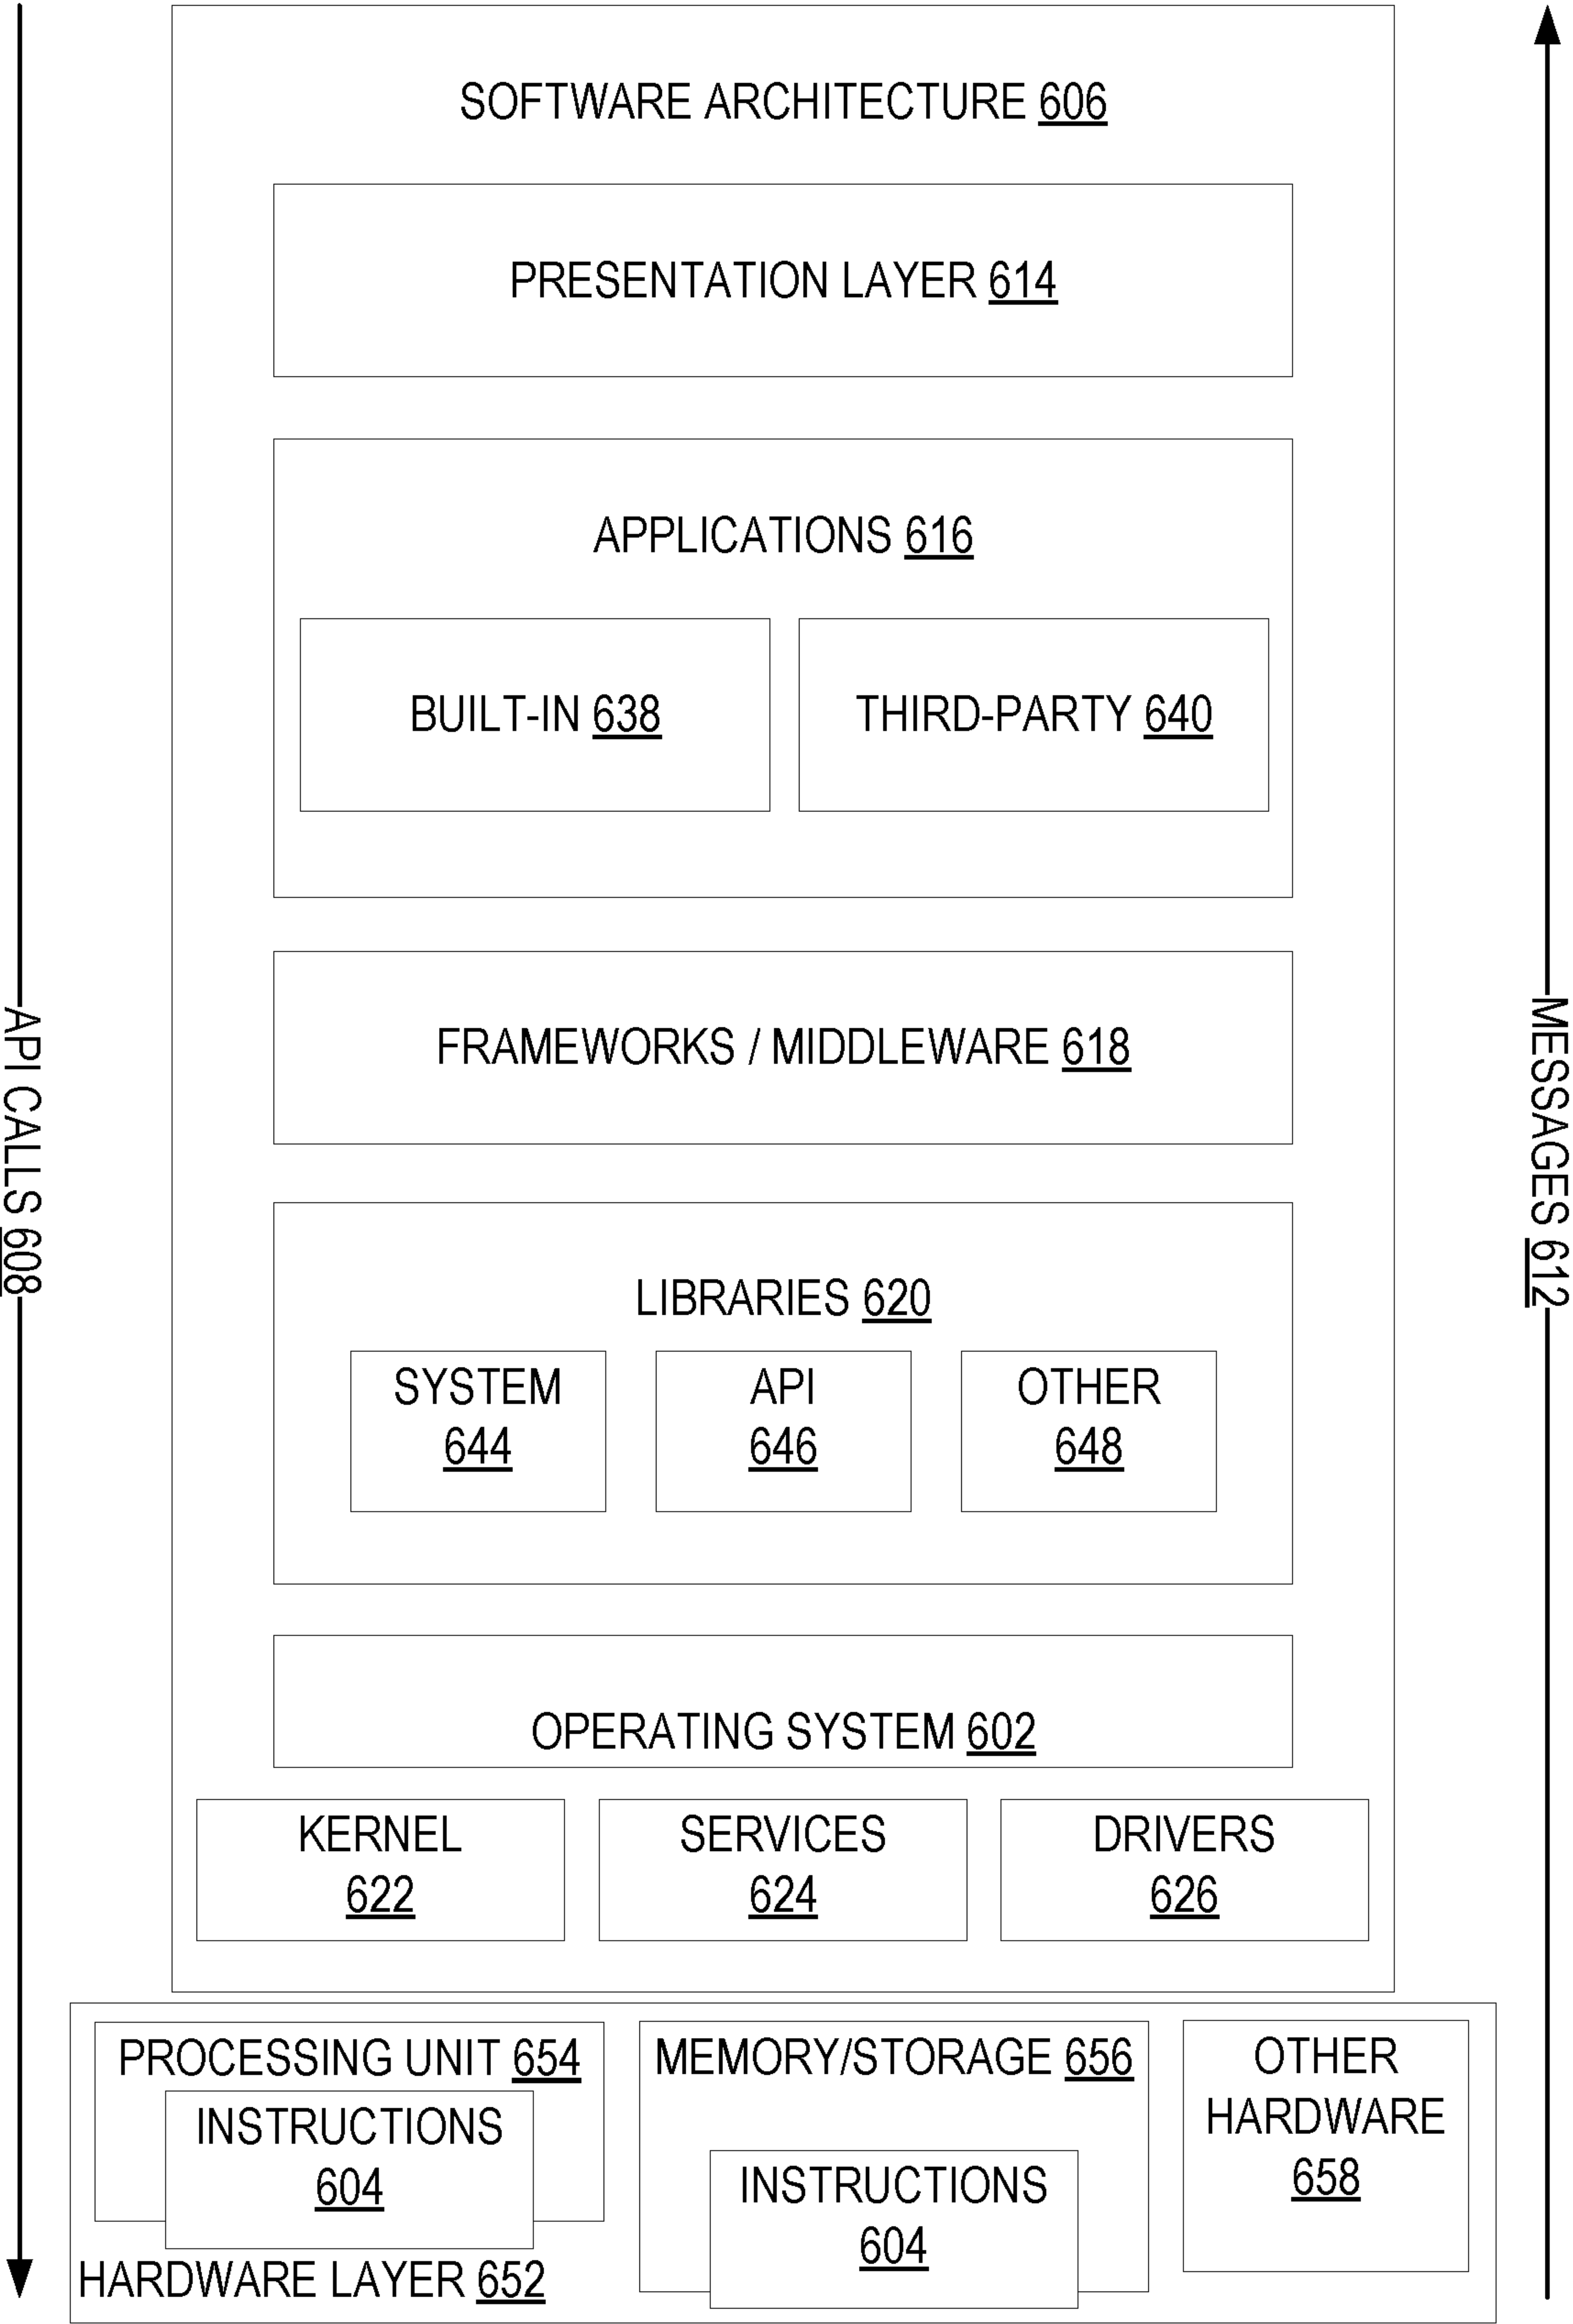 SOFTWARE ARCHITECTURE 606
PRESENTATION LAYER 614
APPLICATIONS 616
BUILT-IN 638
THIRD-PARTY 640
FRAMEWORKS / MIDDLEWARE 618
API CALLS 608
MESSAGES 612
LIBRARIES 620
SYSTEM
644
API
646
OTHER
648
OPERATING SYSTEM 602
KERNEL
622
SERVICES
624
DRIVERS
626
PROCESSING UNIT 654
INSTRUCTIONS
604
MEMORY/STORAGE 656
INSTRUCTIONS
604
OTHER
HARDWARE
658
HARDWARE LAYER 652